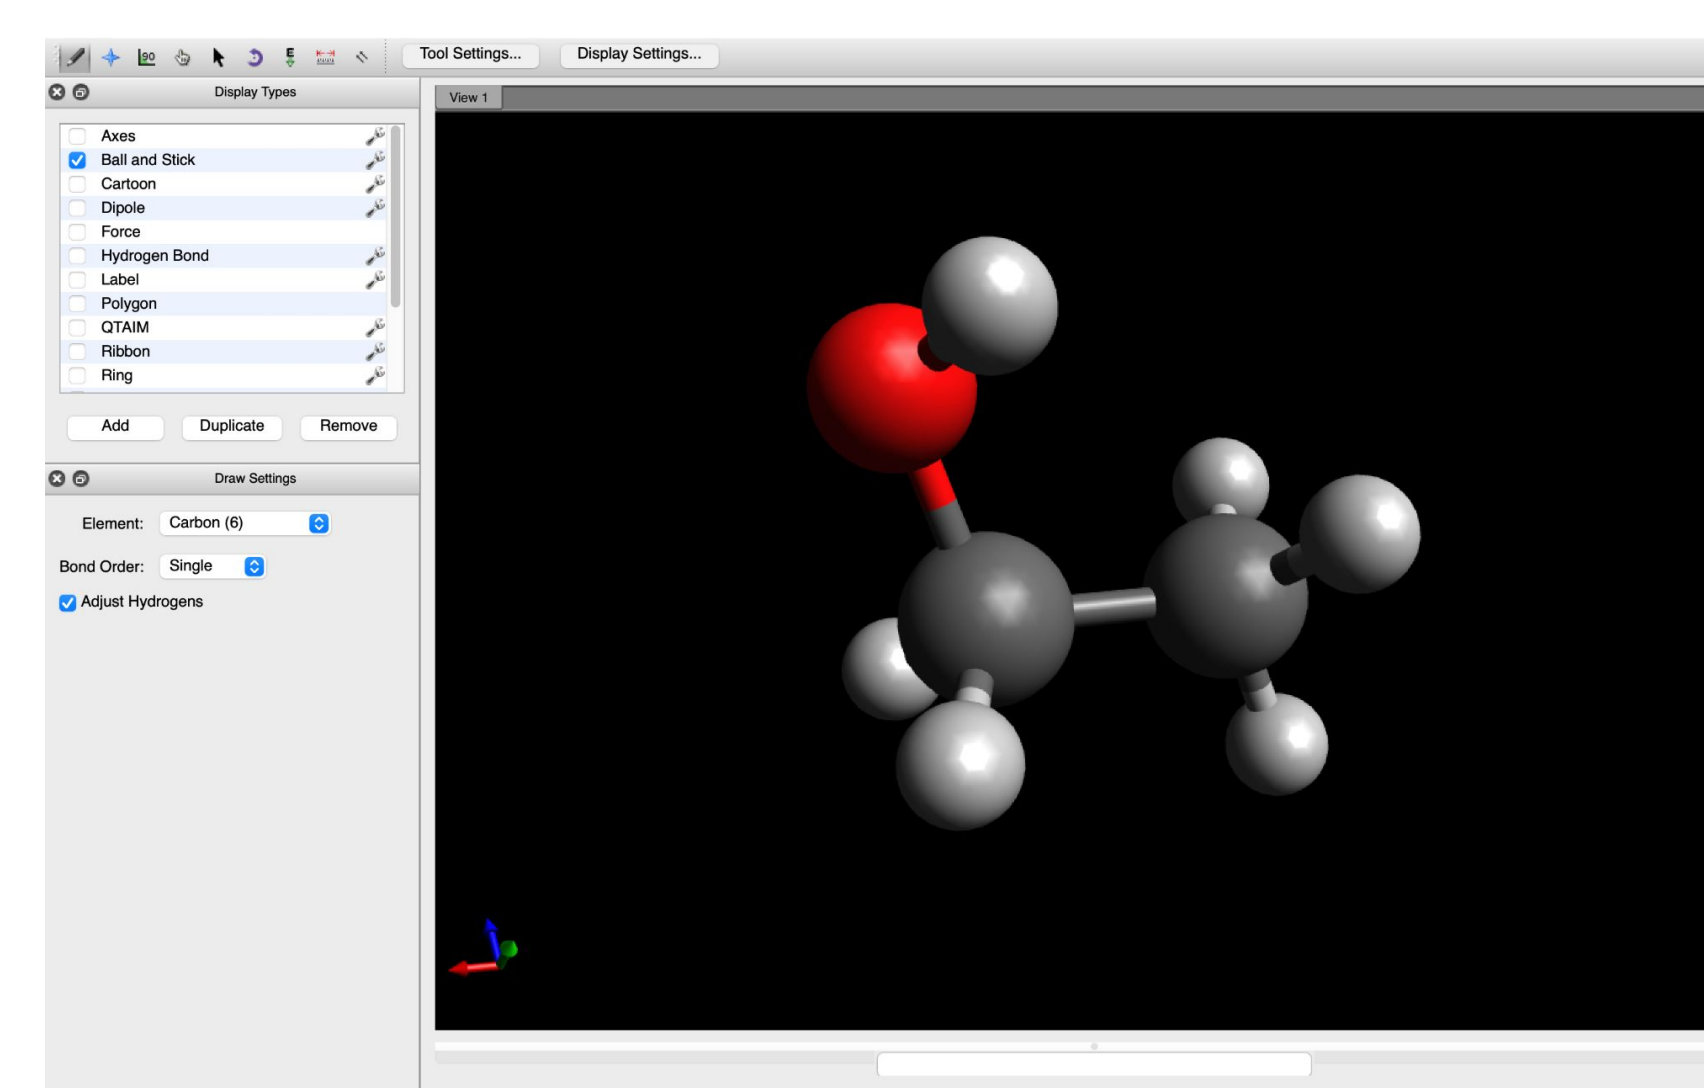 90
E
Tool Settings...
Display Settings...
Display Types
View 1
Axes
Ball and Stick
Cartoon
Dipole
Force
Hydrogen Bond
Label
Polygon
QTAIM
Ribbon
Ring
Add
Duplicate
Remove
Draw Settings
Element:
Carbon (6)
Bond Order:
Single
Adjust Hydrogens